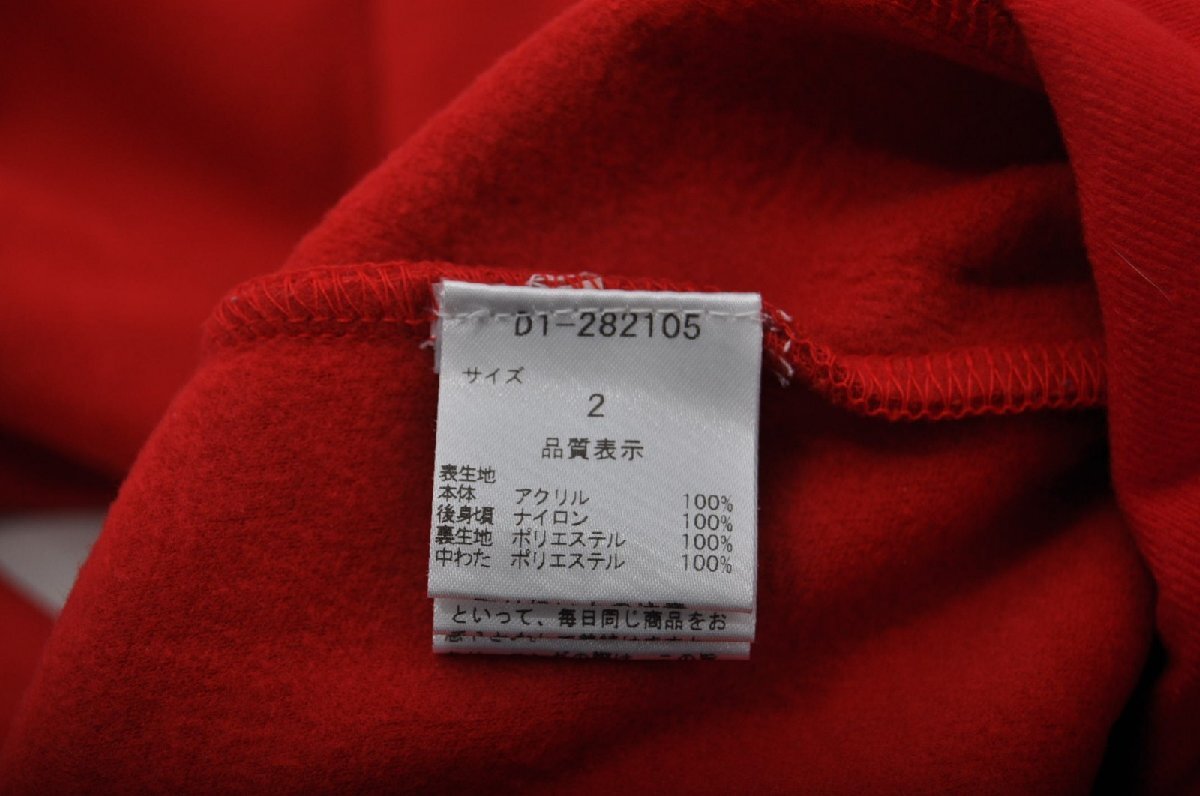 D1-282105
サイズ
2
品質表示
表生地
本体 アクリル 100%
後身頃 ナイロン 100%
裏生地 ポリエステル 100%
中わた ポリエステル 100%
といって、毎日同じ商品をお